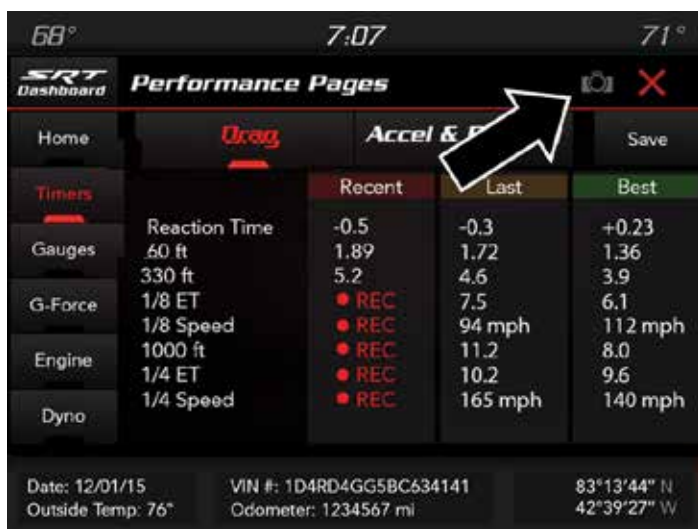 68° 7:07 71°
SRT Dashboard Performance Pages
Home Drag Accel & Save
Timers Recent Last Best
Reaction Time -0.5 -0.3 +0.23
Gauges 60 ft 1.89 1.72 1.36
330 ft 5.2 4.6 3.9
G-Force 1/8 ET REC 7.5 6.1
1/8 Speed REC 94 mph 112 mph
Engine 1000 ft REC 11.2 8.0
1/4 ET REC 10.2 9.6
Dyno 1/4 Speed REC 165 mph 140 mph
Date: 12/01/15 VIN #: 1D4RD4GG5BC634141 83°13'44" N
Outside Temp: 76° Odometer: 1234567 mi 42°39'27" W